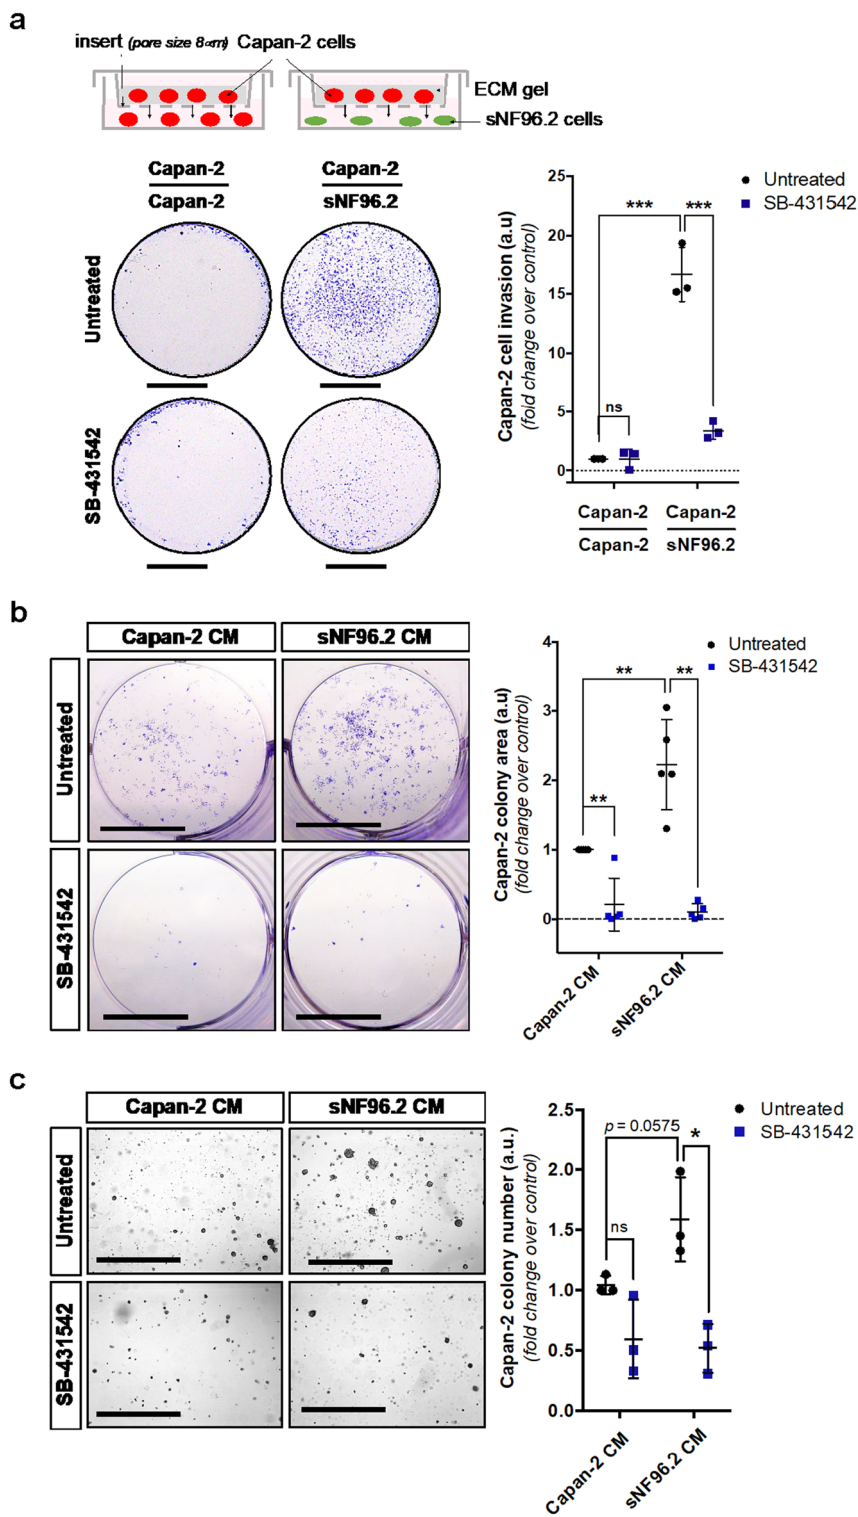 a
insert (pore size 8∝m) Capan-2 cells
ECM gel
sNF96.2 cells
Capan-2
Capan-2
Capan-2
sNF96.2
Untreated
SB-431542
Capan-2 cell invasion (a.u)
(fold change over control)
25
20
15
10
5
0
***
***
ns
Untreated
SB-431542
Capan-2
Capan-2
Capan-2
sNF96.2
b
Capan-2 CM
sNF96.2 CM
Untreated
SB-431542
Capan-2 colony area (a.u)
(fold change over control)
4
3
2
1
0
**
**
**
Untreated
SB-431542
Capan-2 CM
sNF96.2 CM
c
Capan-2 CM
sNF96.2 CM
Untreated
SB-431542
Capan-2 colony number (a.u.)
(fold change over control)
2.5
2.0
1.5
1.0
0.5
0.0
p = 0.0575
*
ns
Untreated
SB-431542
Capan-2 CM
sNF96.2 CM